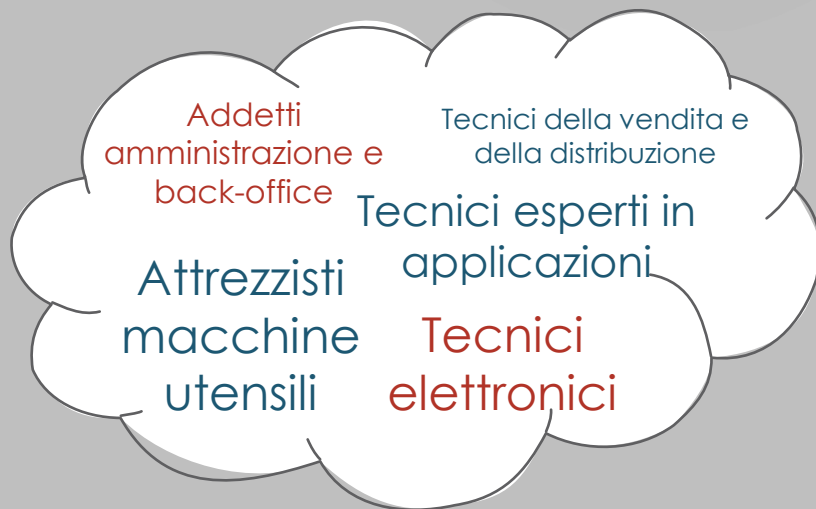 Addetti
amministrazione e
back-office
Tecnici della vendita e
della distribuzione
Tecnici esperti in
applicazioni
Attrezzisti
macchine
utensili
Tecnici
elettronici